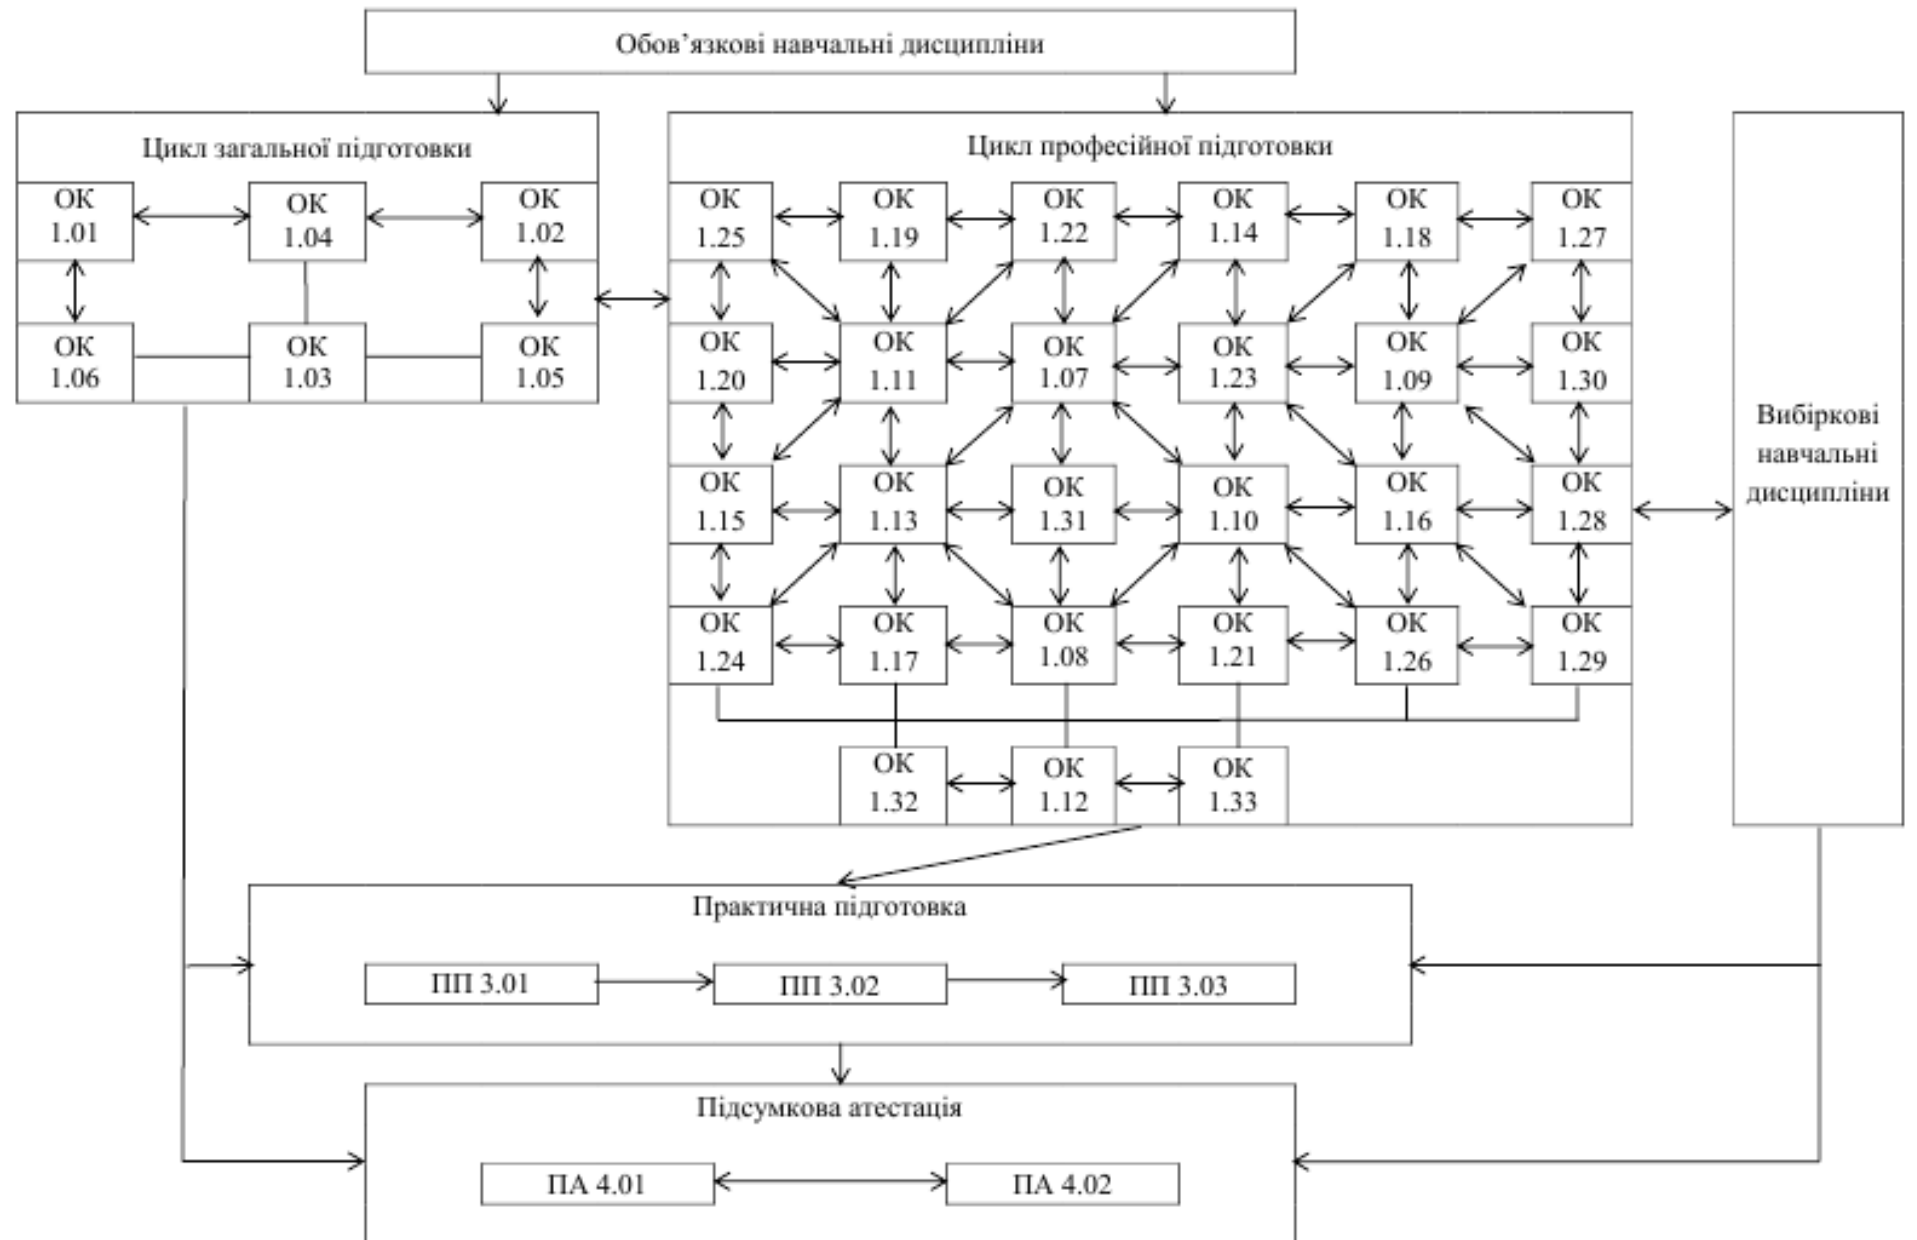 Обов’язкові навчальні дисципліни
Цикл загальної підготовки
ОК
1.01
ОК
1.04
ОК
1.02
ОК
1.06
ОК
1.03
ОК
1.05
Цикл професійної підготовки
ОК
1.25
ОК
1.19
ОК
1.22
ОК
1.14
ОК
1.18
ОК
1.27
ОК
1.20
ОК
1.11
ОК
1.07
ОК
1.23
ОК
1.09
ОК
1.30
ОК
1.15
ОК
1.13
ОК
1.31
ОК
1.10
ОК
1.16
ОК
1.28
ОК
1.24
ОК
1.17
ОК
1.08
ОК
1.21
ОК
1.26
ОК
1.29
ОК
1.32
ОК
1.12
ОК
1.33
Вибіркові
навчальні
дисципліни
Практична підготовка
ПП 3.01
ПП 3.02
ПП 3.03
Підсумкова атестація
ПА 4.01
ПА 4.02